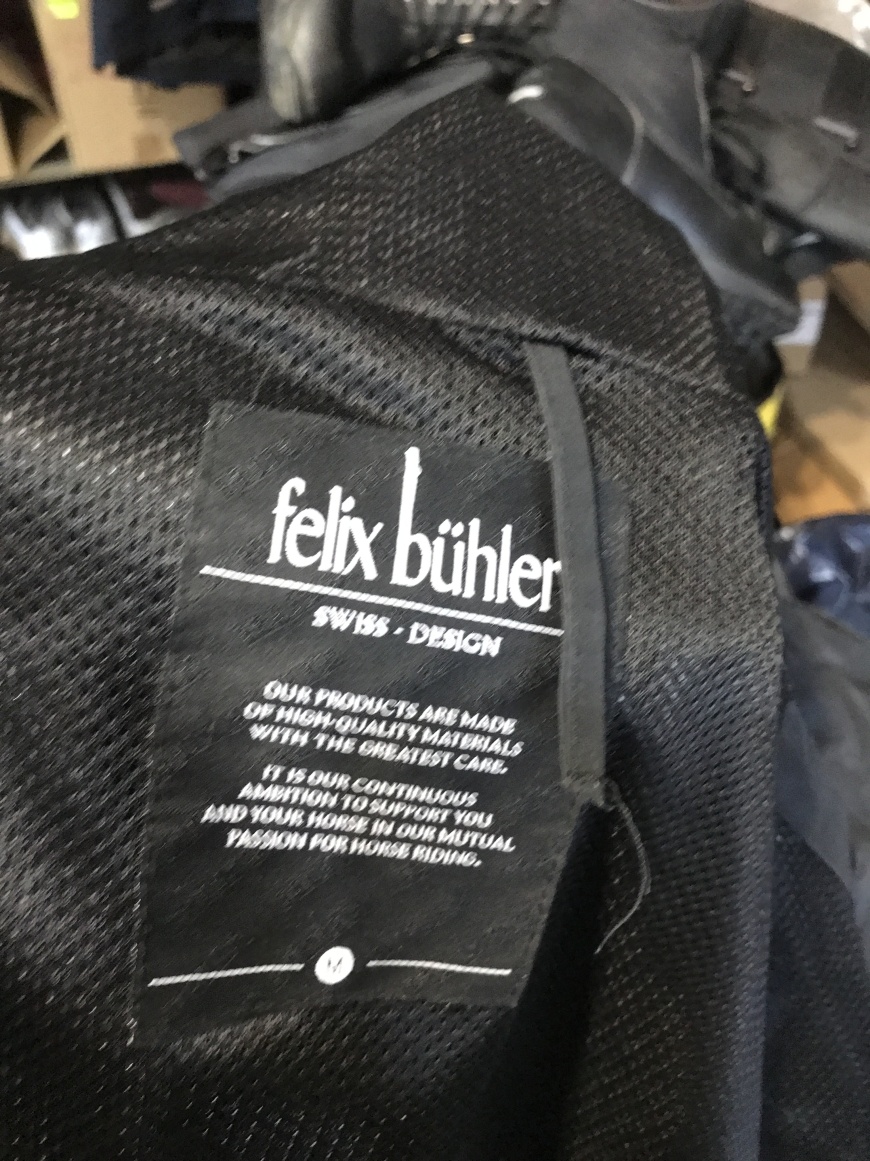 felix bühler
SWISS • DESIGN
OUR PRODUCTS ARE MADE
OF HIGH-QUALITY MATERIALS
WITH THE GREATEST CARE.
IT IS OUR CONTINUOUS
AMBITION TO SUPPORT YOU
AND YOUR HORSE IN OUR MUTUAL
PASSION FOR HORSE RIDING.
M